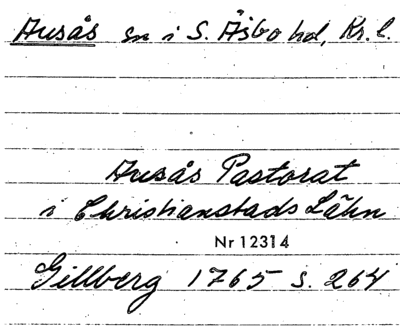 Ausås sn i S. Åsbo hd, Kr. l.
Ausås Pastorat
i Christianstads Lähn
Nr 12314
Gillberg 1765 s. 264